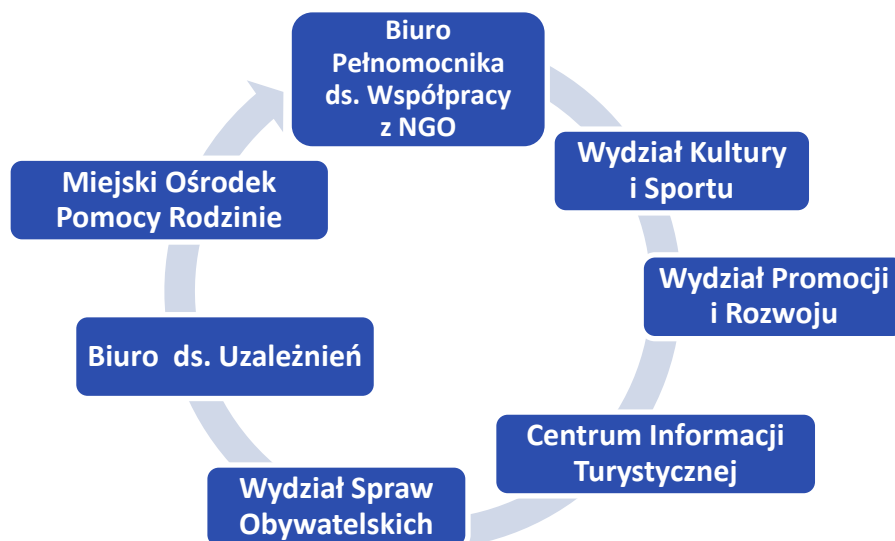 Biuro
Pełnomocnika
ds. Współpracy
z NGO
Wydział Kultury
i Sportu
Wydział Promocji
i Rozwoju
Centrum Informacji
Turystycznej
Wydział Spraw
Obywatelskich
Biuro ds. Uzależnień
Miejski Ośrodek
Pomocy Rodzinie